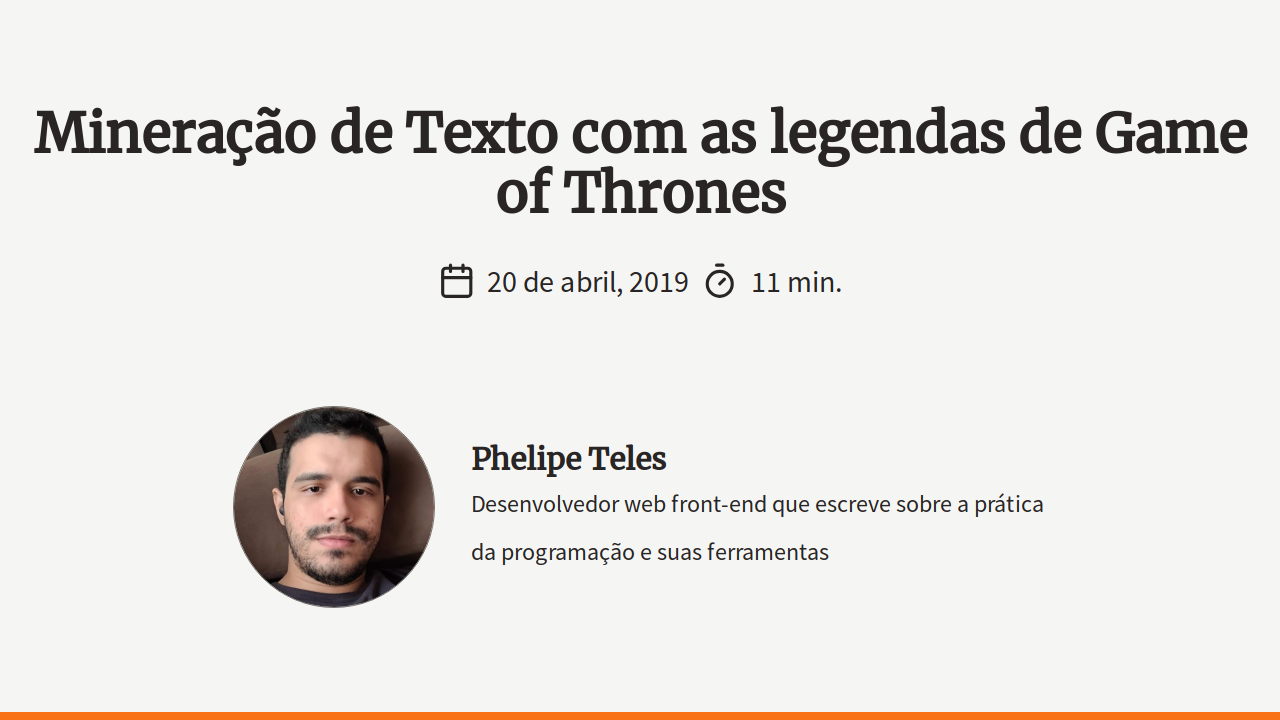 Mineração de Texto com as legendas de Game
of Thrones
20 de abril, 2019 11 min.
Phelipe Teles
Desenvolvedor web front-end que escreve sobre a prática
da programação e suas ferramentas